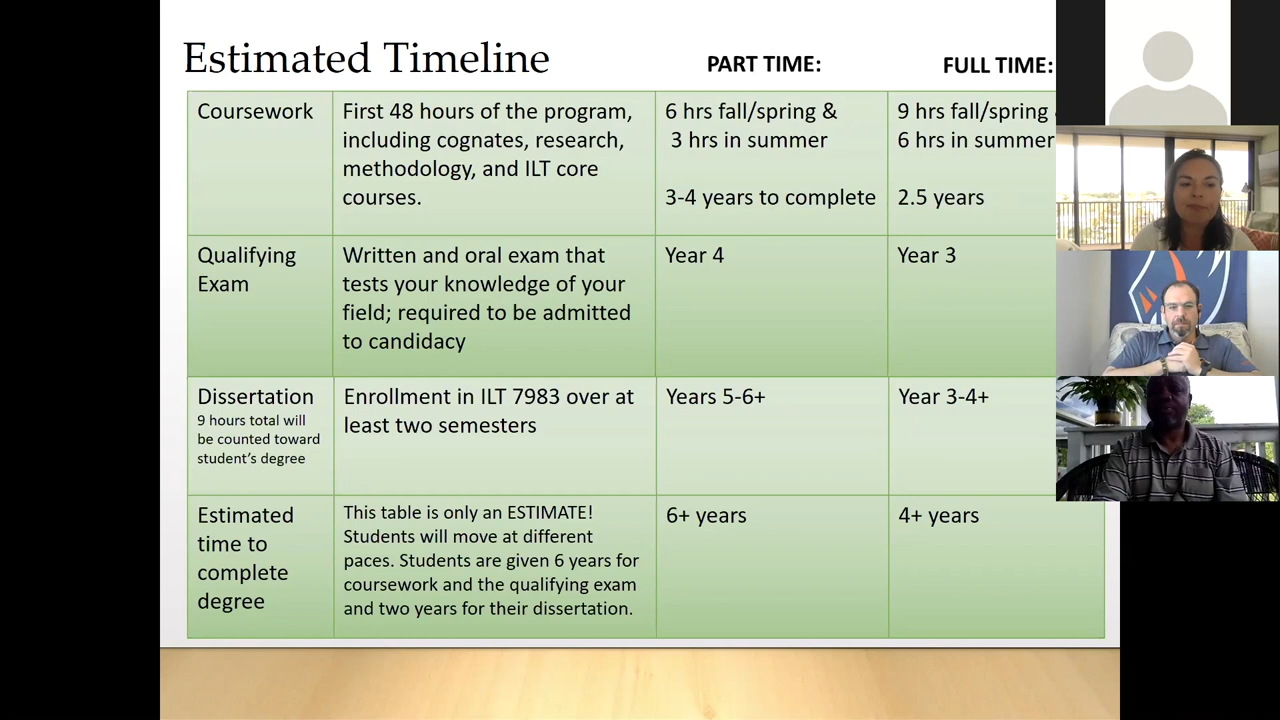 Estimated Timeline
PART TIME:
FULL TIME:
Coursework
First 48 hours of the program,
including cognates, research,
methodology, and ILT core
courses.
6 hrs fall/spring &
3 hrs in summer
3-4 years to complete
9 hrs fall/spring
6 hrs in summer
2.5 years
Qualifying
Exam
Written and oral exam that
tests your knowledge of your
field; required to be admitted
to candidacy
Year 4
Year 3
Dissertation
9 hours total will
be counted toward
student's degree
Enrollment in ILT 7983 over at
least two semesters
Years 5-6+
Year 3-4+
Estimated
time to
complete
degree
This table is only an ESTIMATE!
Students will move at different
paces. Students are given 6 years for
coursework and the qualifying exam
and two years for their dissertation.
6+ years
4+ years